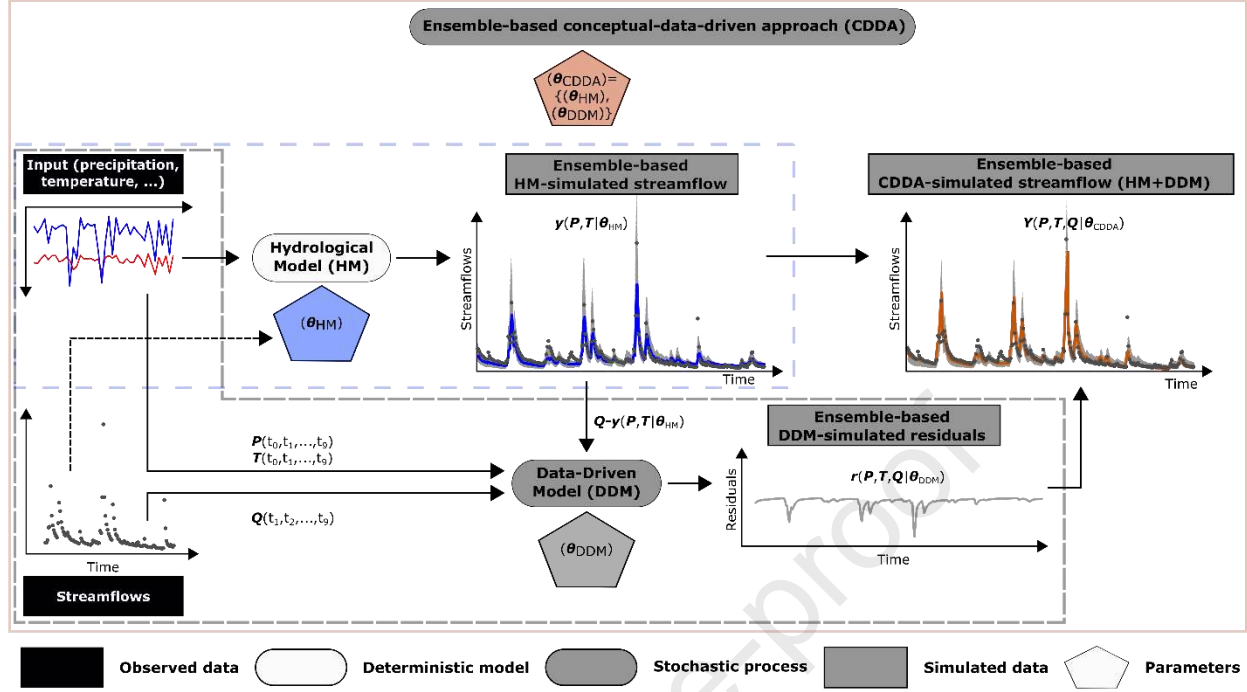 Ensemble-based conceptual-data-driven approach (CDDA)
(θCDDA)=
{(θHM),
(θDDM)}
Input (precipitation,
temperature, ...)
Hydrological
Model (HM)
(θHM)
Ensemble-based
HM-simulated streamflow
y(P,T|θHM)
Streamflows
Time
Ensemble-based
CDDA-simulated streamflow (HM+DDM)
Y(P,T,Q|θCDDA)
Streamflows
Time
Q-y(P,T|θHM)
P(t0,t1,...,t9)
T(t0,t1,...,t9)
Q(t1,t2,...,t9)
Data-Driven
Model (DDM)
(θDDM)
Ensemble-based
DDM-simulated residuals
r(P,T,Q|θDDM)
Residuals
Time
Time
Streamflows
Observed data
Deterministic model
Stochastic process
Simulated data
Parameters
e-proof